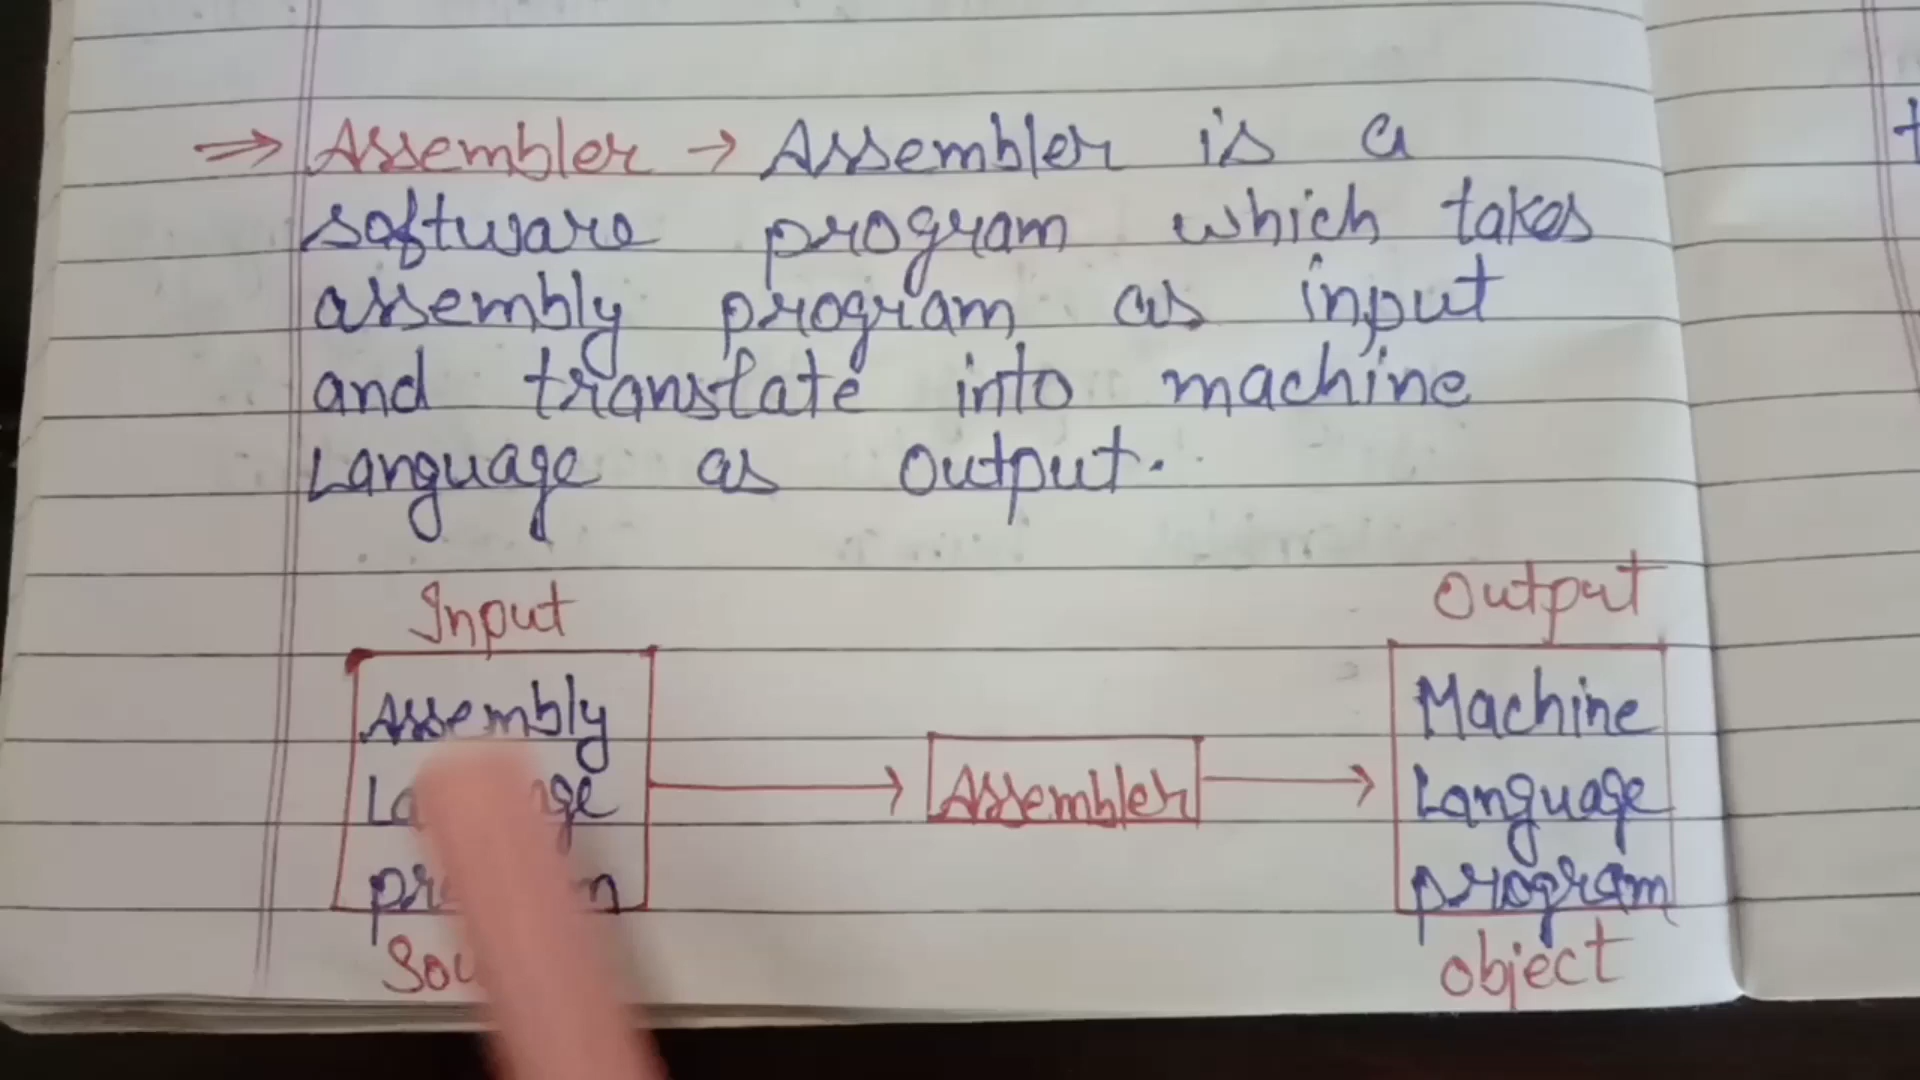 ⇒ Assembler → Assembler is a
software program which takes
assembly program as input
and translate into machine
Language as output.
Input
Assembly
program
Assembler
Output
Machine
Language
program
object